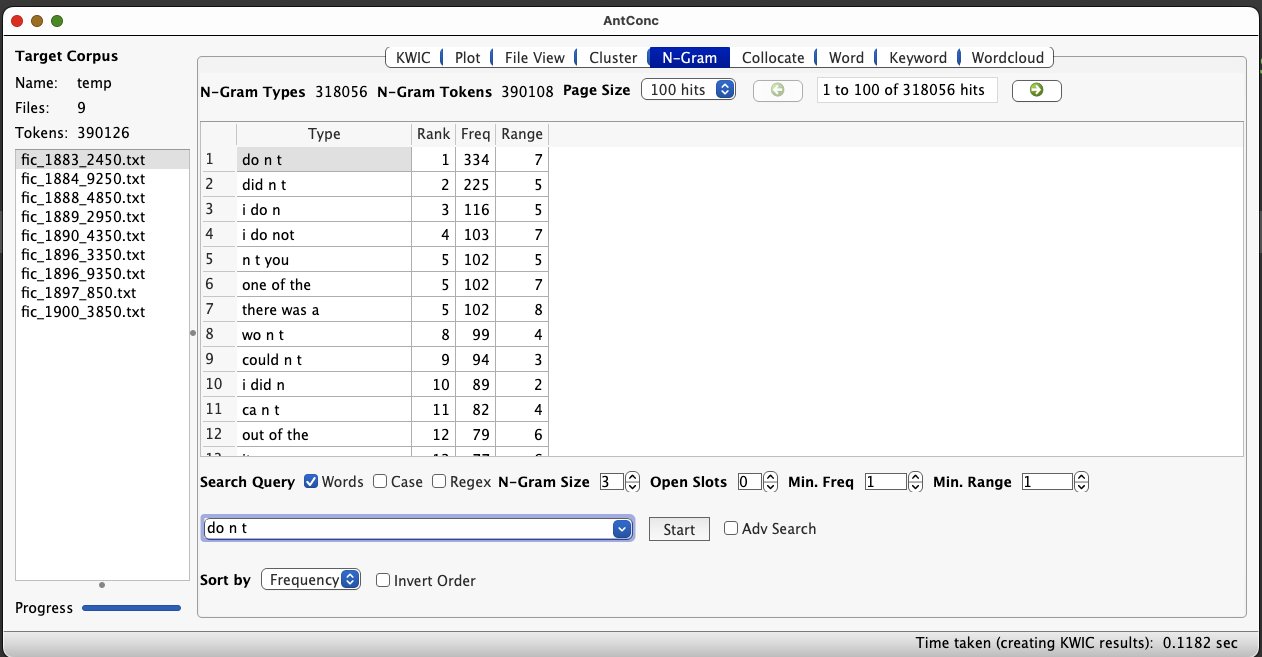 AntConc
Target Corpus
Name: temp
Files: 9
Tokens: 390126
fic_1883_2450.txt
fic_1884_9250.txt
fic_1888_4850.txt
fic_1889_2950.txt
fic_1890_4350.txt
fic_1896_3350.txt
fic_1896_9350.txt
fic_1897_850.txt
fic_1900_3850.txt
Progress
KWIC Plot File View Cluster N-Gram Collocate Word Keyword Wordcloud
N-Gram Types 318056 N-Gram Tokens 390108 Page Size 100 hits 1 to 100 of 318056 hits
Type Rank Freq Range
1 do n t 1 334 7
2 did n t 2 225 5
3 i do n 3 116 5
4 i do not 4 103 7
5 n t you 5 102 5
6 one of the 5 102 7
7 there was a 5 102 8
8 wo n t 8 99 4
9 could n t 9 94 3
10 i did n 10 89 2
11 ca n t 11 82 4
12 out of the 12 79 6
Search Query Words Case Regex N-Gram Size 3 Open Slots 0 Min. Freq 1 Min. Range 1
do n t Start Adv Search
Sort by Frequency Invert Order
Time taken (creating KWIC results): 0.1182 sec